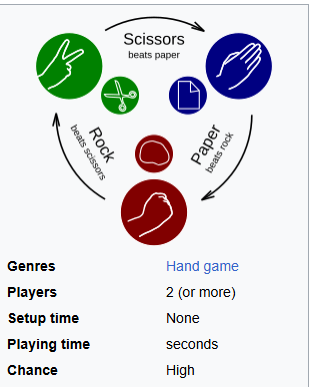 Scissors
beats paper
Rock
beats scissors
Paper
beats rock
Genres Hand game
Players 2 (or more)
Setup time None
Playing time seconds
Chance High